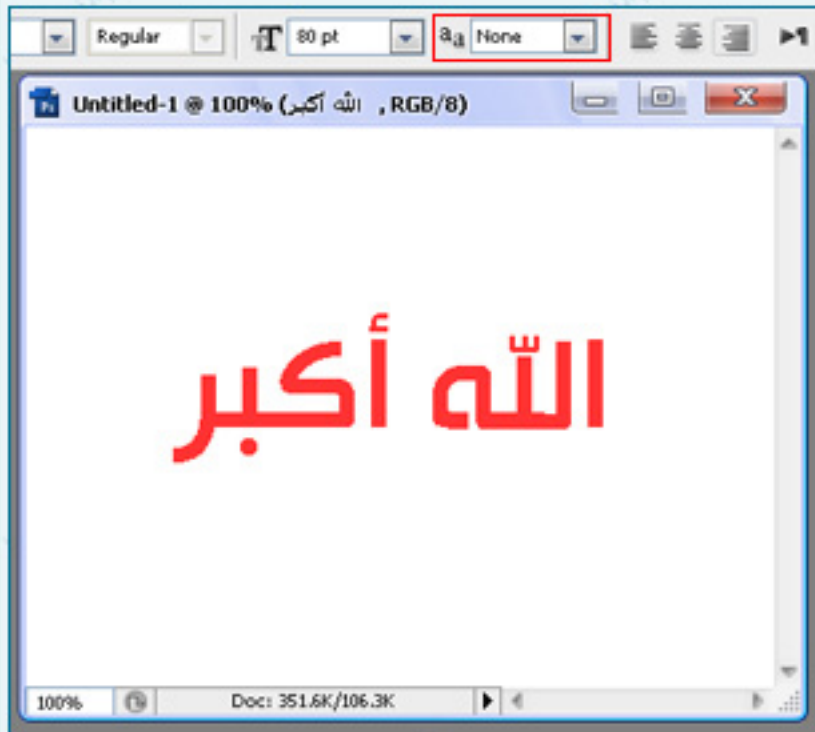 Regular 80 pt aa None
Untitled-1 @ 100% (الله أكبر , RGB/8)
الله أكبر
100% Doc: 351.6K/106.3K